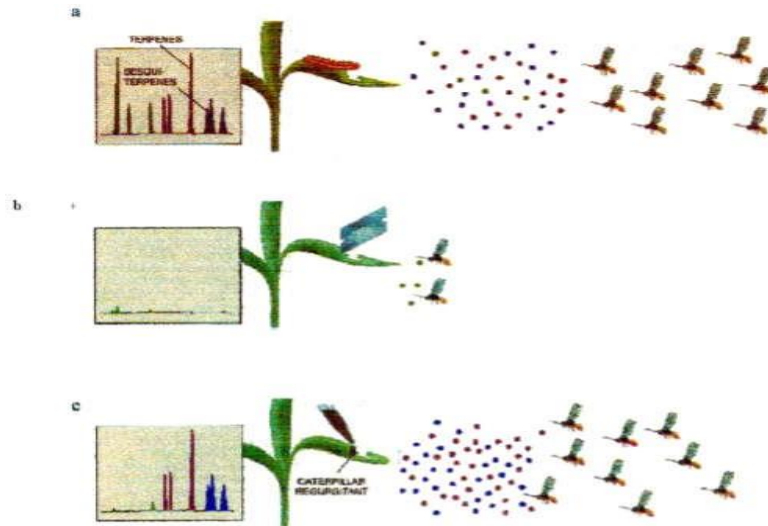 a
TERPENES
SESQUI-
TERPENES
b
c
CATERPILLAR
REGURGITANT